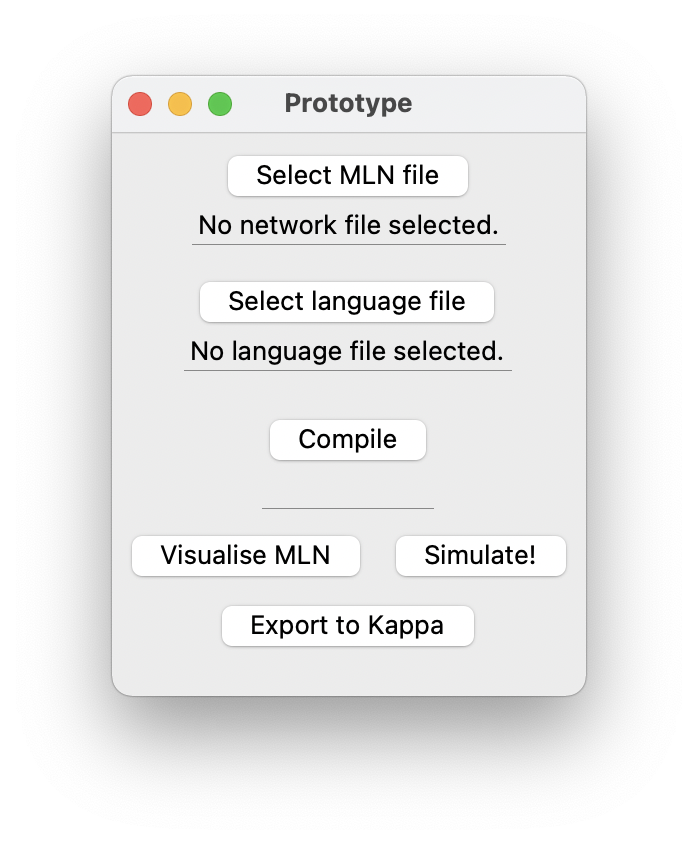 Prototype
Select MLN file
No network file selected.
Select language file
No language file selected.
Compile
Visualise MLN
Simulate!
Export to Kappa